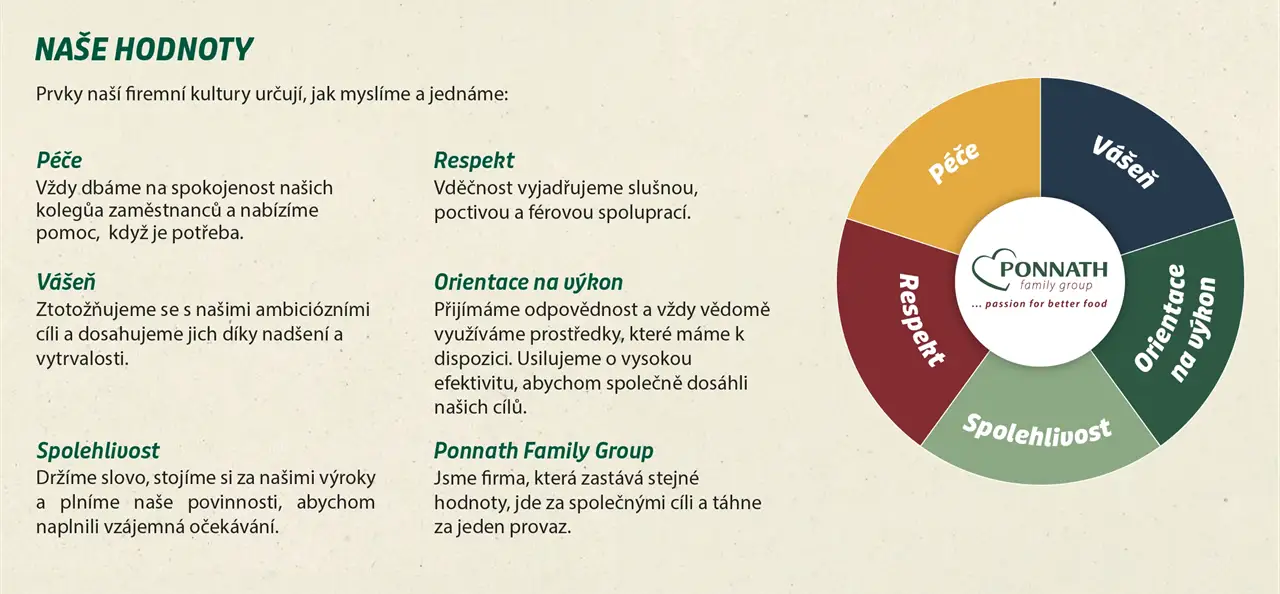 NAŠE HODNOTY
Prvky naší firemní kultury určují, jak myslíme a jednáme:
Péče
Vždy dbáme na spokojenost našich
kolegůa zaměstnanců a nabízíme
pomoc, když je potřeba.
Respekt
Vděčnost vyjadřujeme slušnou,
poctivou a férovou spoluprací.
Vášeň
Ztotožňujeme se s našimi ambiciózními
cíli a dosahujeme jich díky nadšení a
vytrvalosti.
Orientace na výkon
Přijímáme odpovědnost a vždy vědomě
využíváme prostředky, které máme k
dispozici. Usilujeme o vysokou
efektivitu, abychom společně dosáhli
našich cílů.
Spolehlivost
Držíme slovo, stojíme si za našimi výroky
a plníme naše povinnosti, abychom
naplnili vzájemná očekávání.
Ponnath Family Group
Jsme firma, která zastává stejné
hodnoty, jde za společnými cíli a táhne
za jeden provaz.
Péče
Vášeň
Respekt
Orientace
na výkon
Spolehlivost
PONNATH
family group
... passion for better food